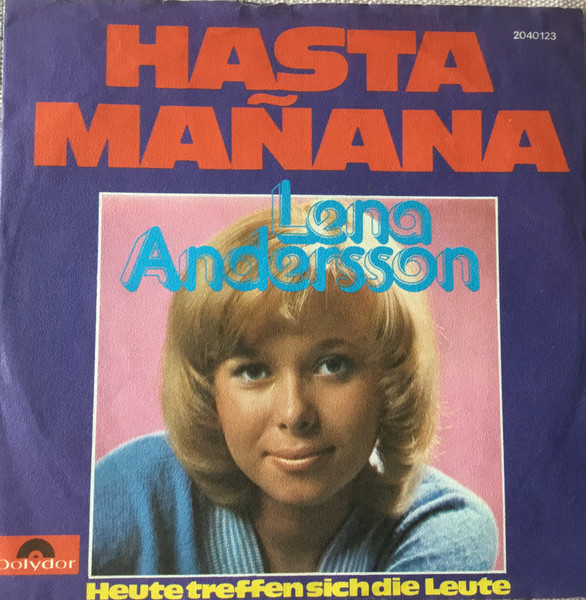 2040123
HASTA
MAÑANA
Lena
Andersson
Polydor
Heute treffen sich die Leute